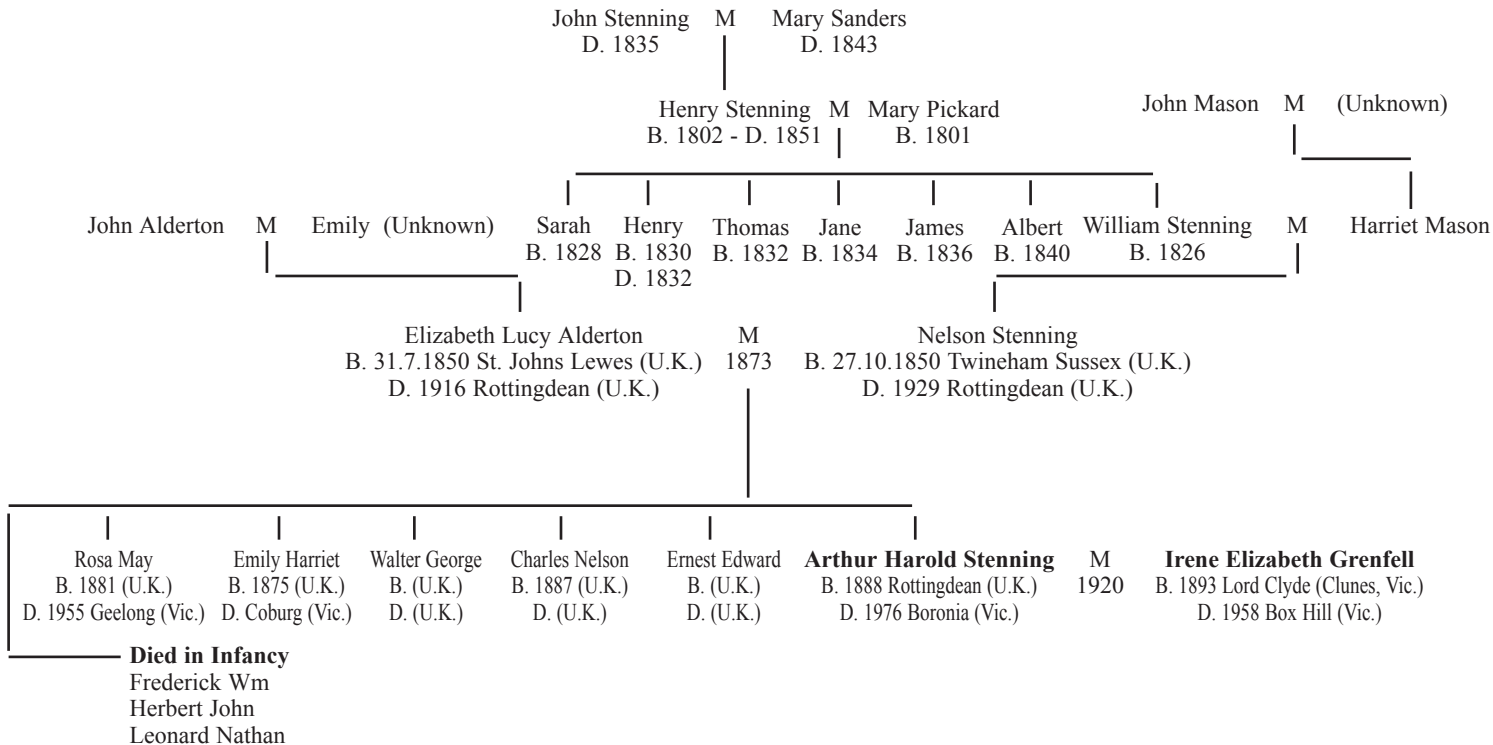 John Stenning M Mary Sanders
D. 1835 D. 1843
Henry Stenning M Mary Pickard
B. 1802 - D. 1851 B. 1801
John Mason M (Unknown)
John Alderton M Emily (Unknown)
Sarah
B. 1828
Henry
B. 1830
D. 1832
Thomas
B. 1832
Jane
B. 1834
James
B. 1836
Albert
B. 1840
William Stenning M Harriet Mason
B. 1826
Elizabeth Lucy Alderton M Nelson Stenning
B. 31.7.1850 St. Johns Lewes (U.K.) 1873 B. 27.10.1850 Twineham Sussex (U.K.)
D. 1916 Rottingdean (U.K.) D. 1929 Rottingdean (U.K.)
Rosa May
B. 1881 (U.K.)
D. 1955 Geelong (Vic.)
Emily Harriet
B. 1875 (U.K.)
D. Coburg (Vic.)
Walter George
B. (U.K.)
D. (U.K.)
Charles Nelson
B. 1887 (U.K.)
D. (U.K.)
Ernest Edward
B. (U.K.)
D. (U.K.)
Arthur Harold Stenning M Irene Elizabeth Grenfell
B. 1888 Rottingdean (U.K.) 1920 B. 1893 Lord Clyde (Clunes, Vic.)
D. 1976 Boronia (Vic.) D. 1958 Box Hill (Vic.)
Died in Infancy
Frederick Wm
Herbert John
Leonard Nathan